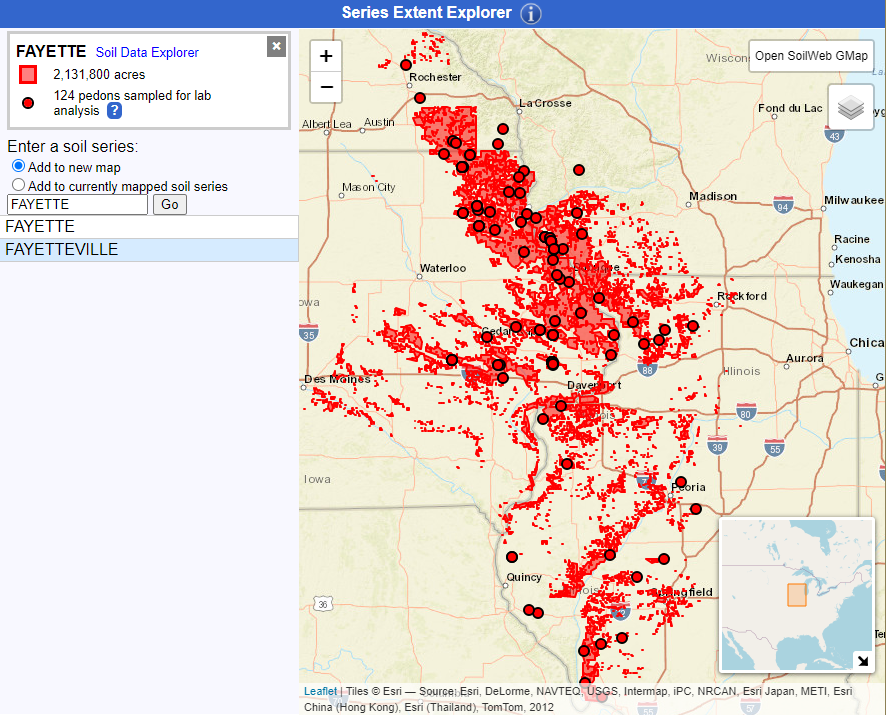 Series Extent Explorer i
FAYETTE Soil Data Explorer
2,131,800 acres
124 pedons sampled for lab
analysis ?
Enter a soil series:
Add to new map
Add to currently mapped soil series
FAYETTE Go
FAYETTE
FAYETTEVILLE
+
−
Open SoilWeb GMap
Rochester
La Crosse
Wiscons
Fond du Lac
Albert Lea
Austin
43
Mason City
Madison
94
Milwaukee
Racine
Kenosha
Waterloo
Waukegan
Rockford
owa
35
Chica
Aurora
Des Moines
88
Illinois
Davenport
80
39
55
Iowa
Peoria
Quincy
36
Springfield
Leaflet | Tiles © Esri — Source: Esri, DeLorme, NAVTEQ, USGS, Intermap, iPC, NRCAN, Esri Japan, METI, Esri
China (Hong Kong), Esri (Thailand), TomTom, 2012